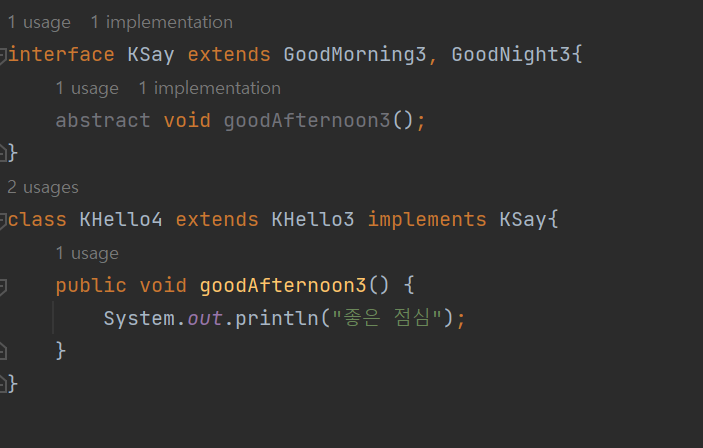 1 usage 1 implementation
interface KSay extends GoodMorning3, GoodNight3{
1 usage 1 implementation
abstract void goodAfternoon3();
}
2 usages
class KHello4 extends KHello3 implements KSay{
1 usage
public void goodAfternoon3() {
System.out.println("좋은 점심");
}
}